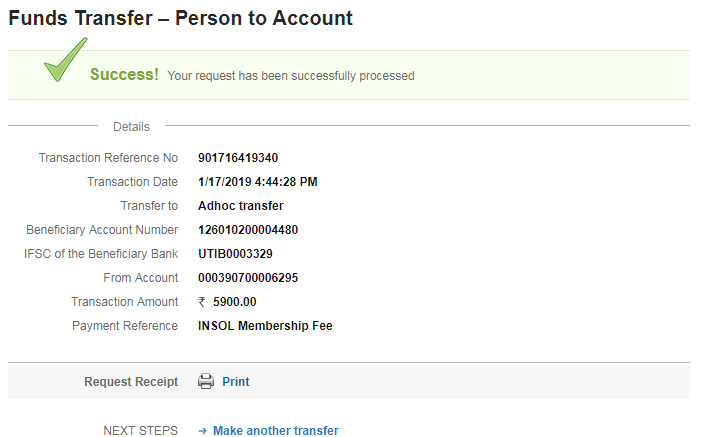 Funds Transfer – Person to Account
Success! Your request has been successfully processed
Details
Transaction Reference No 901716419340
Transaction Date 1/17/2019 4:44:28 PM
Transfer to Adhoc transfer
Beneficiary Account Number 126010200004480
IFSC of the Beneficiary Bank UTIB0003329
From Account 000390700006295
Transaction Amount ₹ 5900.00
Payment Reference INSOL Membership Fee
Request Receipt Print
NEXT STEPS → Make another transfer